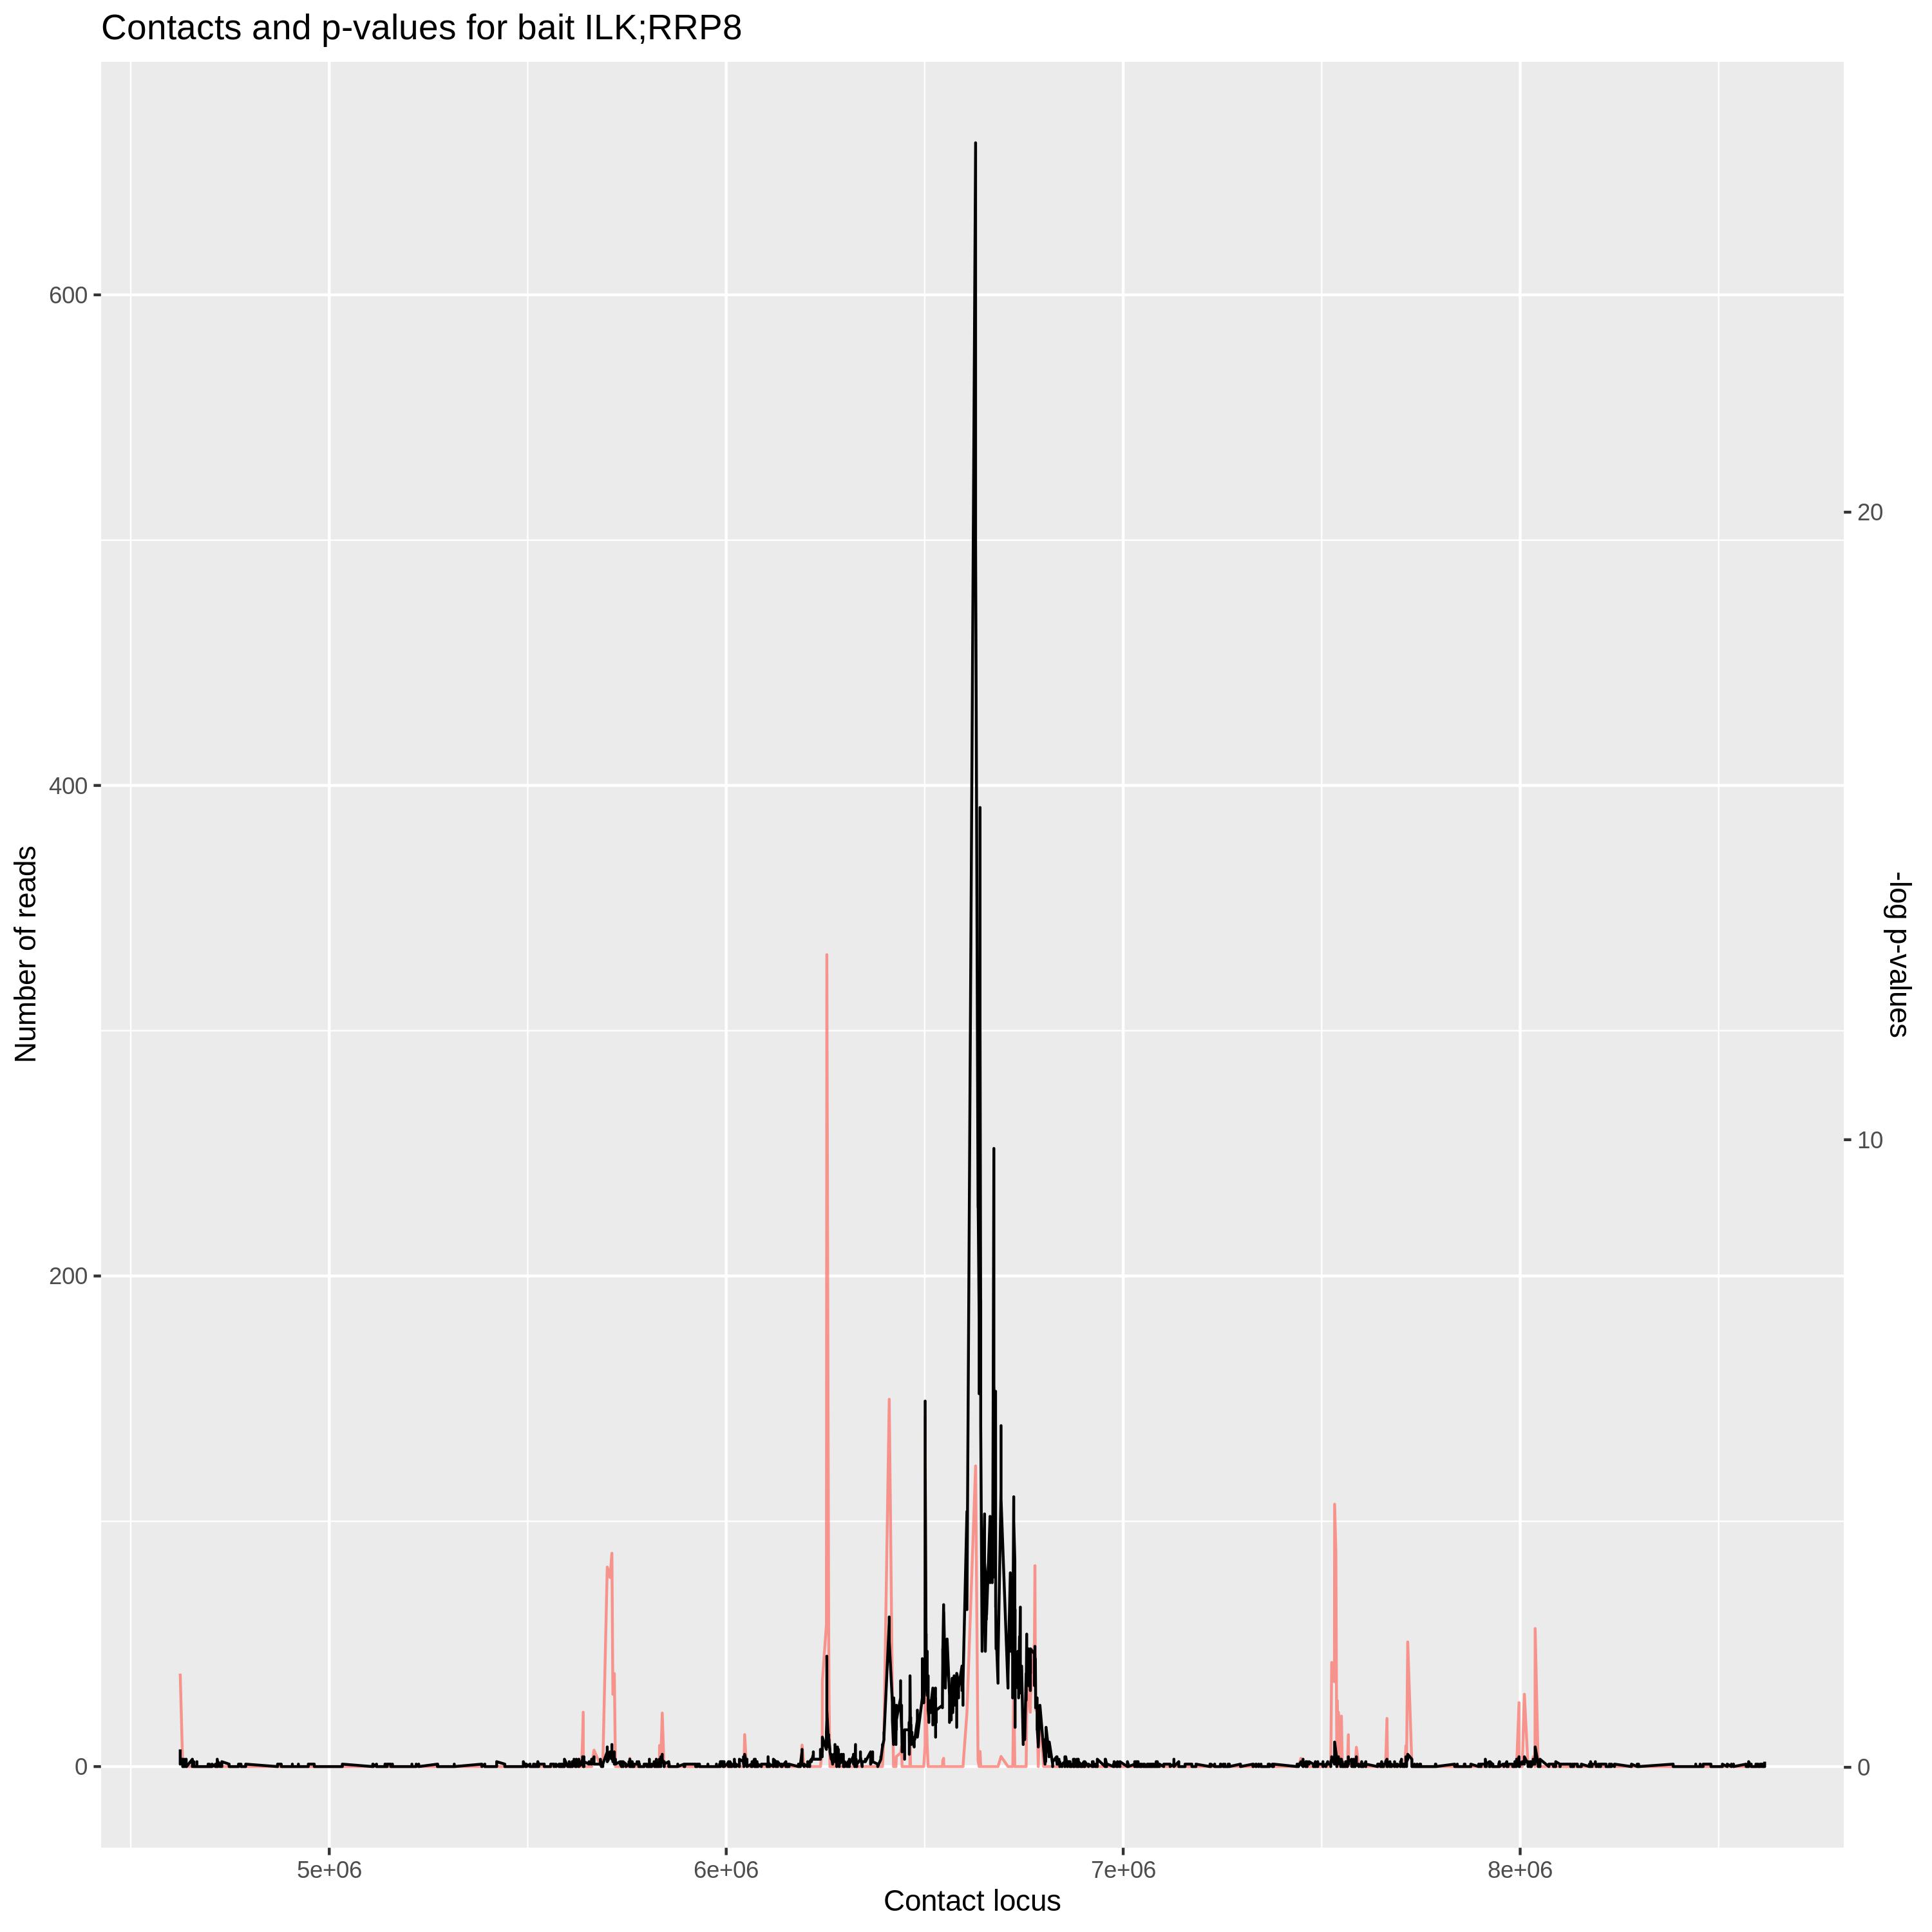 Contacts and p-values for bait ILK;RRP8
600
400
200
0
Number of reads
20
10
0
-log p-values
5e+06
6e+06
7e+06
8e+06
Contact locus